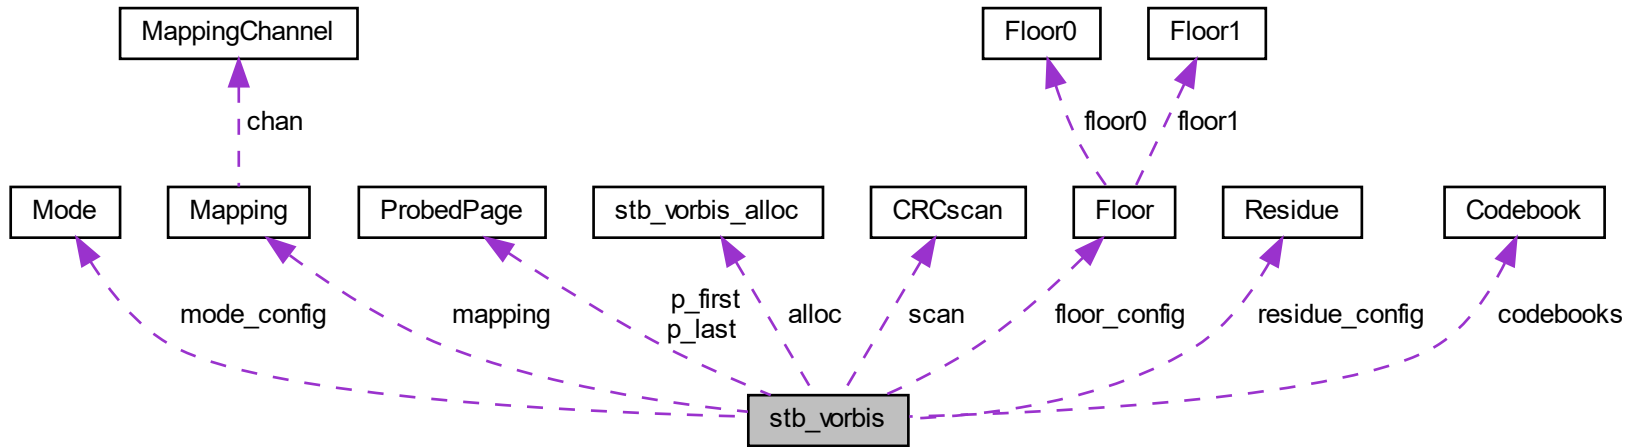 MappingChannel
Floor0
Floor1
chan
floor0
floor1
Mode
Mapping
ProbedPage
stb_vorbis_alloc
CRCscan
Floor
Residue
Codebook
mode_config
mapping
p_first
p_last
alloc
scan
floor_config
residue_config
codebooks
stb_vorbis